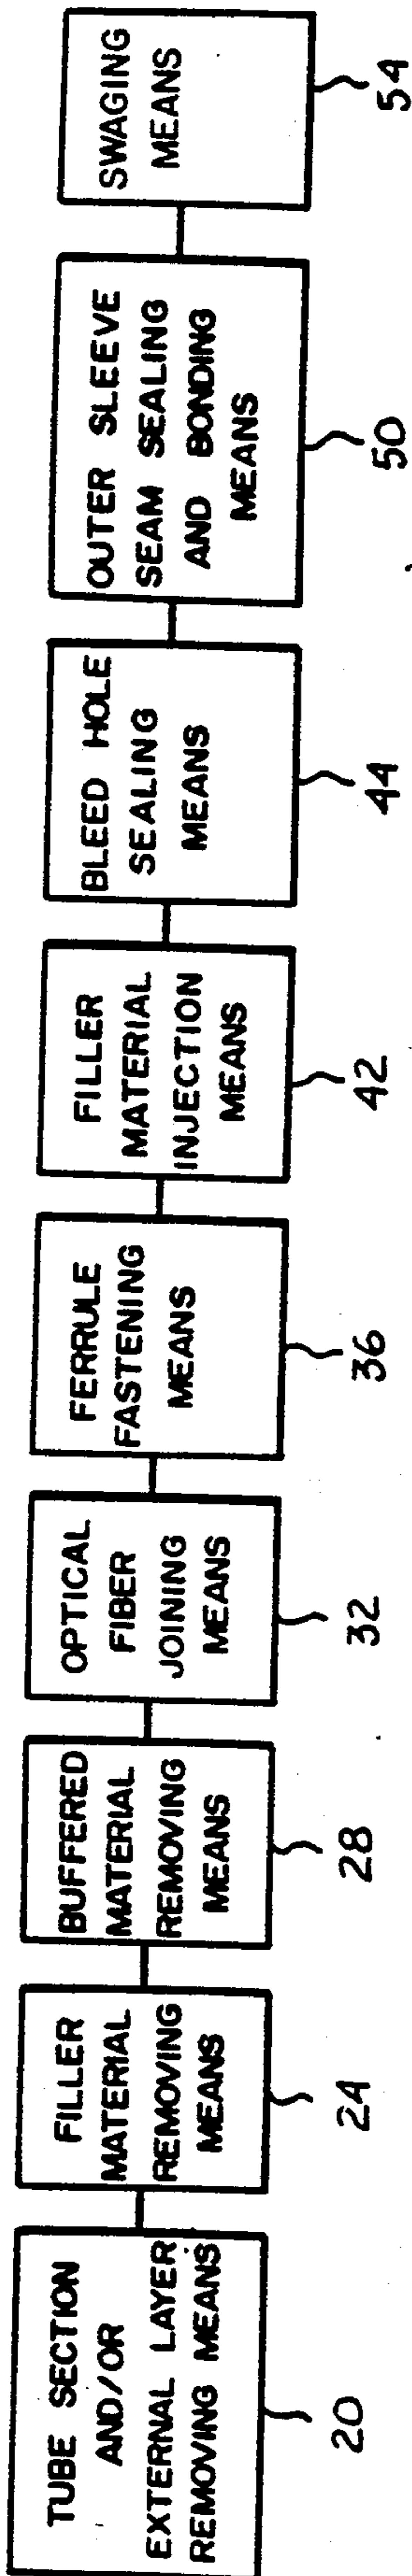 TUBE SECTION
AND/OR
EXTERNAL LAYER
REMOVING MEANS
20
FILLER
MATERIAL
REMOVING
MEANS
24
BUFFERED
MATERIAL
REMOVING
MEANS
28
OPTICAL
FIBER
JOINING
MEANS
32
FERRULE
FASTENING
MEANS
36
FILLER
MATERIAL
INJECTION
MEANS
42
BLEED HOLE
SEALING
MEANS
44
OUTER SLEEVE
SEAM SEALING
AND BONDING
MEANS
50
SWAGING
MEANS
54